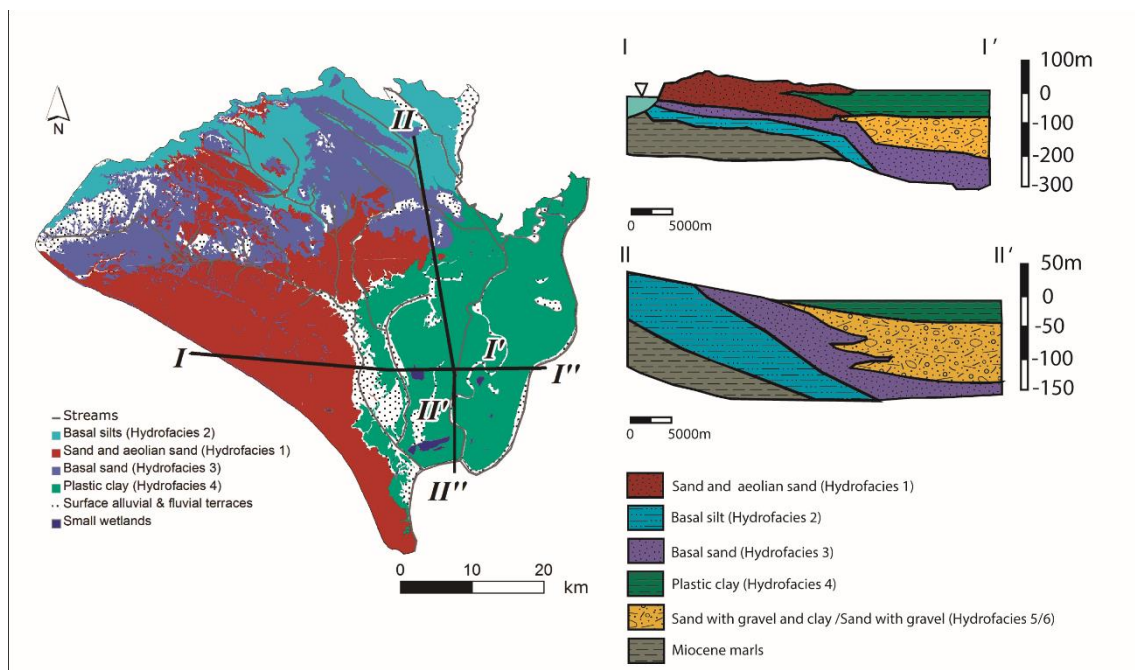 N
II
I
I'
I''
II'
II''
Streams
Basal silts (Hydrofacies 2)
Sand and aeolian sand (Hydrofacies 1)
Basal sand (Hydrofacies 3)
Plastic clay (Hydrofacies 4)
Surface alluvial & fluvial terraces
Small wetlands
0 10 20
km
I I'
100m
0
-100
-200
-300
0 5000m
II II'
50m
0
-50
-100
-150
0 5000m
Sand and aeolian sand (Hydrofacies 1)
Basal silt (Hydrofacies 2)
Basal sand (Hydrofacies 3)
Plastic clay (Hydrofacies 4)
Sand with gravel and clay /Sand with gravel (Hydrofacies 5/6)
Miocene marls